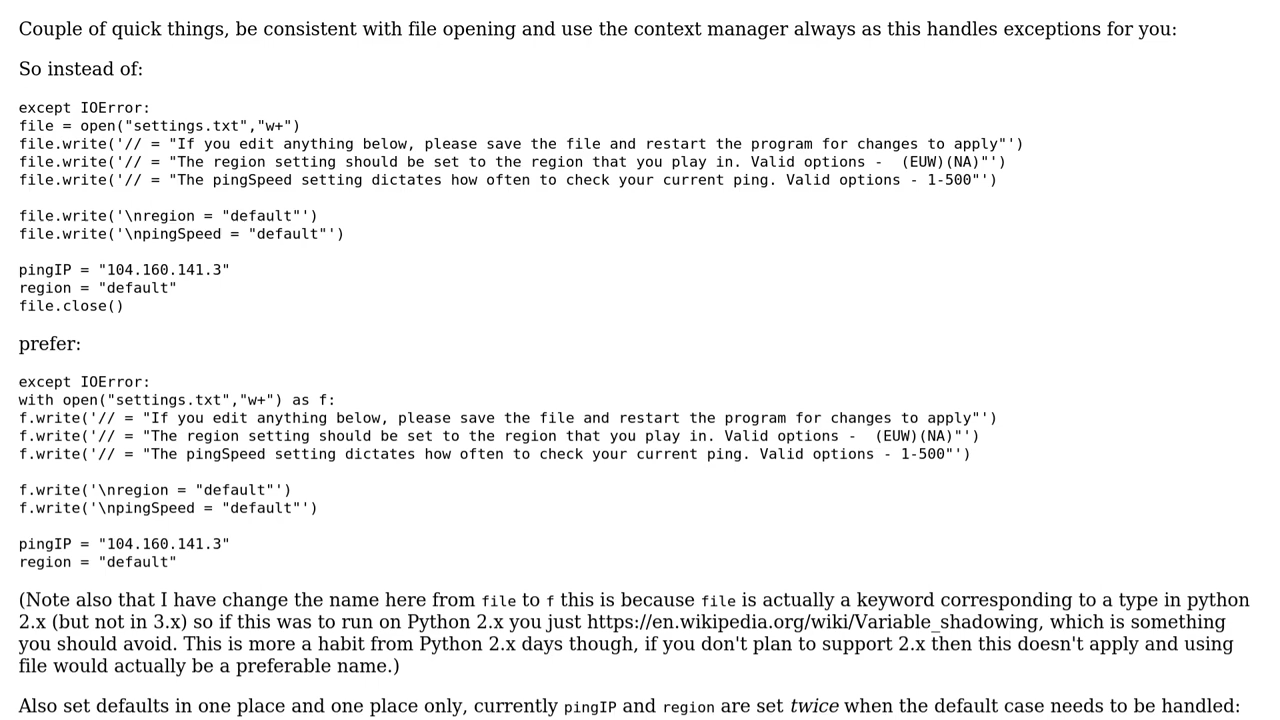 Couple of quick things, be consistent with file opening and use the context manager always as this handles exceptions for you:
So instead of:
except IOError:
file = open("settings.txt","w+")
file.write('// = "If you edit anything below, please save the file and restart the program for changes to apply"')
file.write('// = "The region setting should be set to the region that you play in. Valid options -  (EUW)(NA)"')
file.write('// = "The pingSpeed setting dictates how often to check your current ping. Valid options - 1-500"')
file.write('\nregion = "default"')
file.write('\npingSpeed = "default"')
pingIP = "104.160.141.3"
region = "default"
file.close()
prefer:
except IOError:
with open("settings.txt","w+") as f:
f.write('// = "If you edit anything below, please save the file and restart the program for changes to apply"')
f.write('// = "The region setting should be set to the region that you play in. Valid options -  (EUW)(NA)"')
f.write('// = "The pingSpeed setting dictates how often to check your current ping. Valid options - 1-500"')
f.write('\nregion = "default"')
f.write('\npingSpeed = "default"')
pingIP = "104.160.141.3"
region = "default"
(Note also that I have change the name here from file to f this is because file is actually a keyword corresponding to a type in python
2.x (but not in 3.x) so if this was to run on Python 2.x you just https://en.wikipedia.org/wiki/Variable_shadowing, which is something
you should avoid. This is more a habit from Python 2.x days though, if you don't plan to support 2.x then this doesn't apply and using
file would actually be a preferable name.)
Also set defaults in one place and one place only, currently pingIP and region are set twice when the default case needs to be handled: